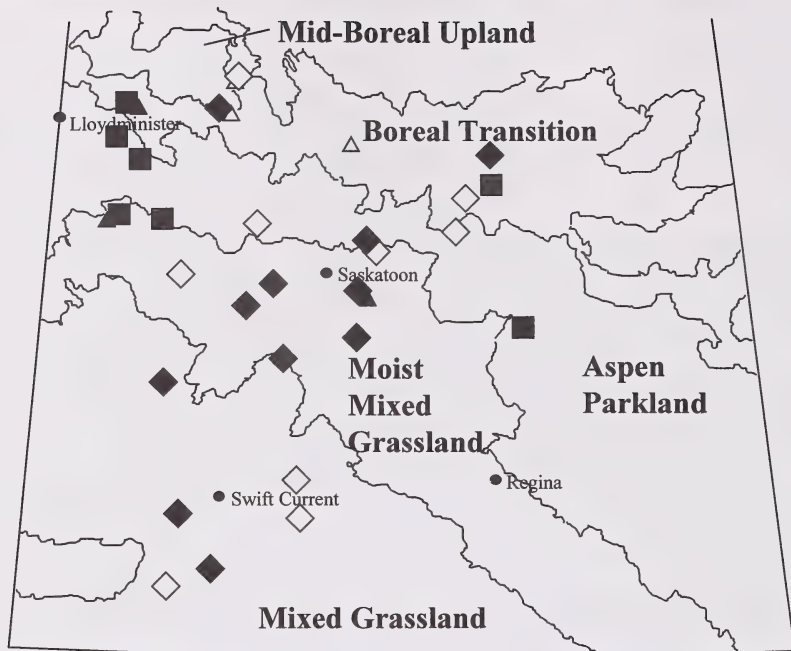 Mid-Boreal Upland
Lloydminister
Boreal Transition
Saskatoon
Moist
Mixed
Grassland
Aspen
Parkland
Regina
Swift Current
Mixed Grassland